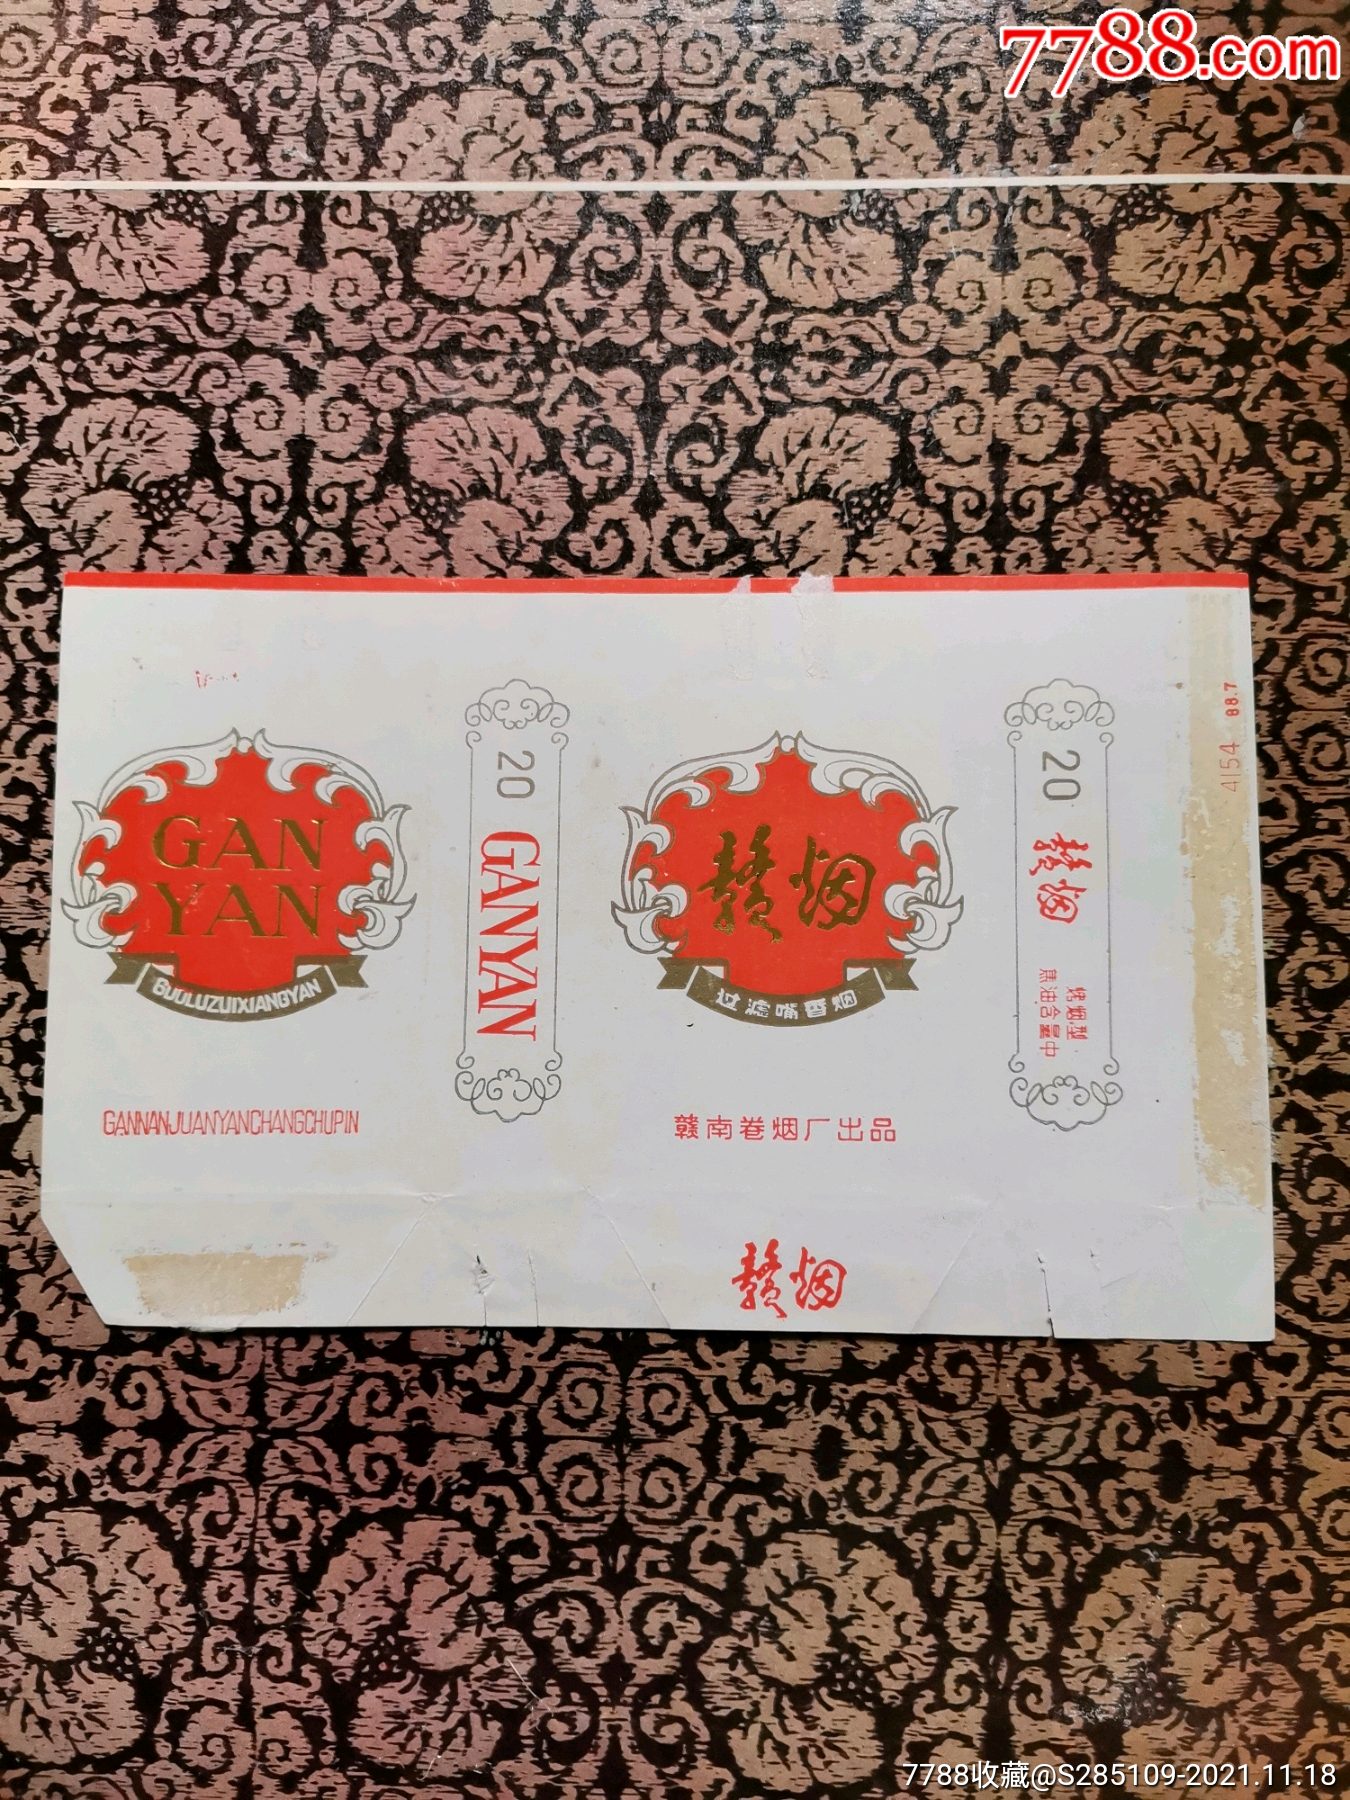 7788.com
GAN
YAN
GUOLUZUIXIANGYAN
GANNANJUANYANCHANGCHUPIN
20 GANYAN
赣烟
过滤嘴香烟
赣南卷烟厂出品
赣烟
20 赣烟
烤烟型
焦油含量中
4154 88.7
7788收藏@S285109-2021.11.18